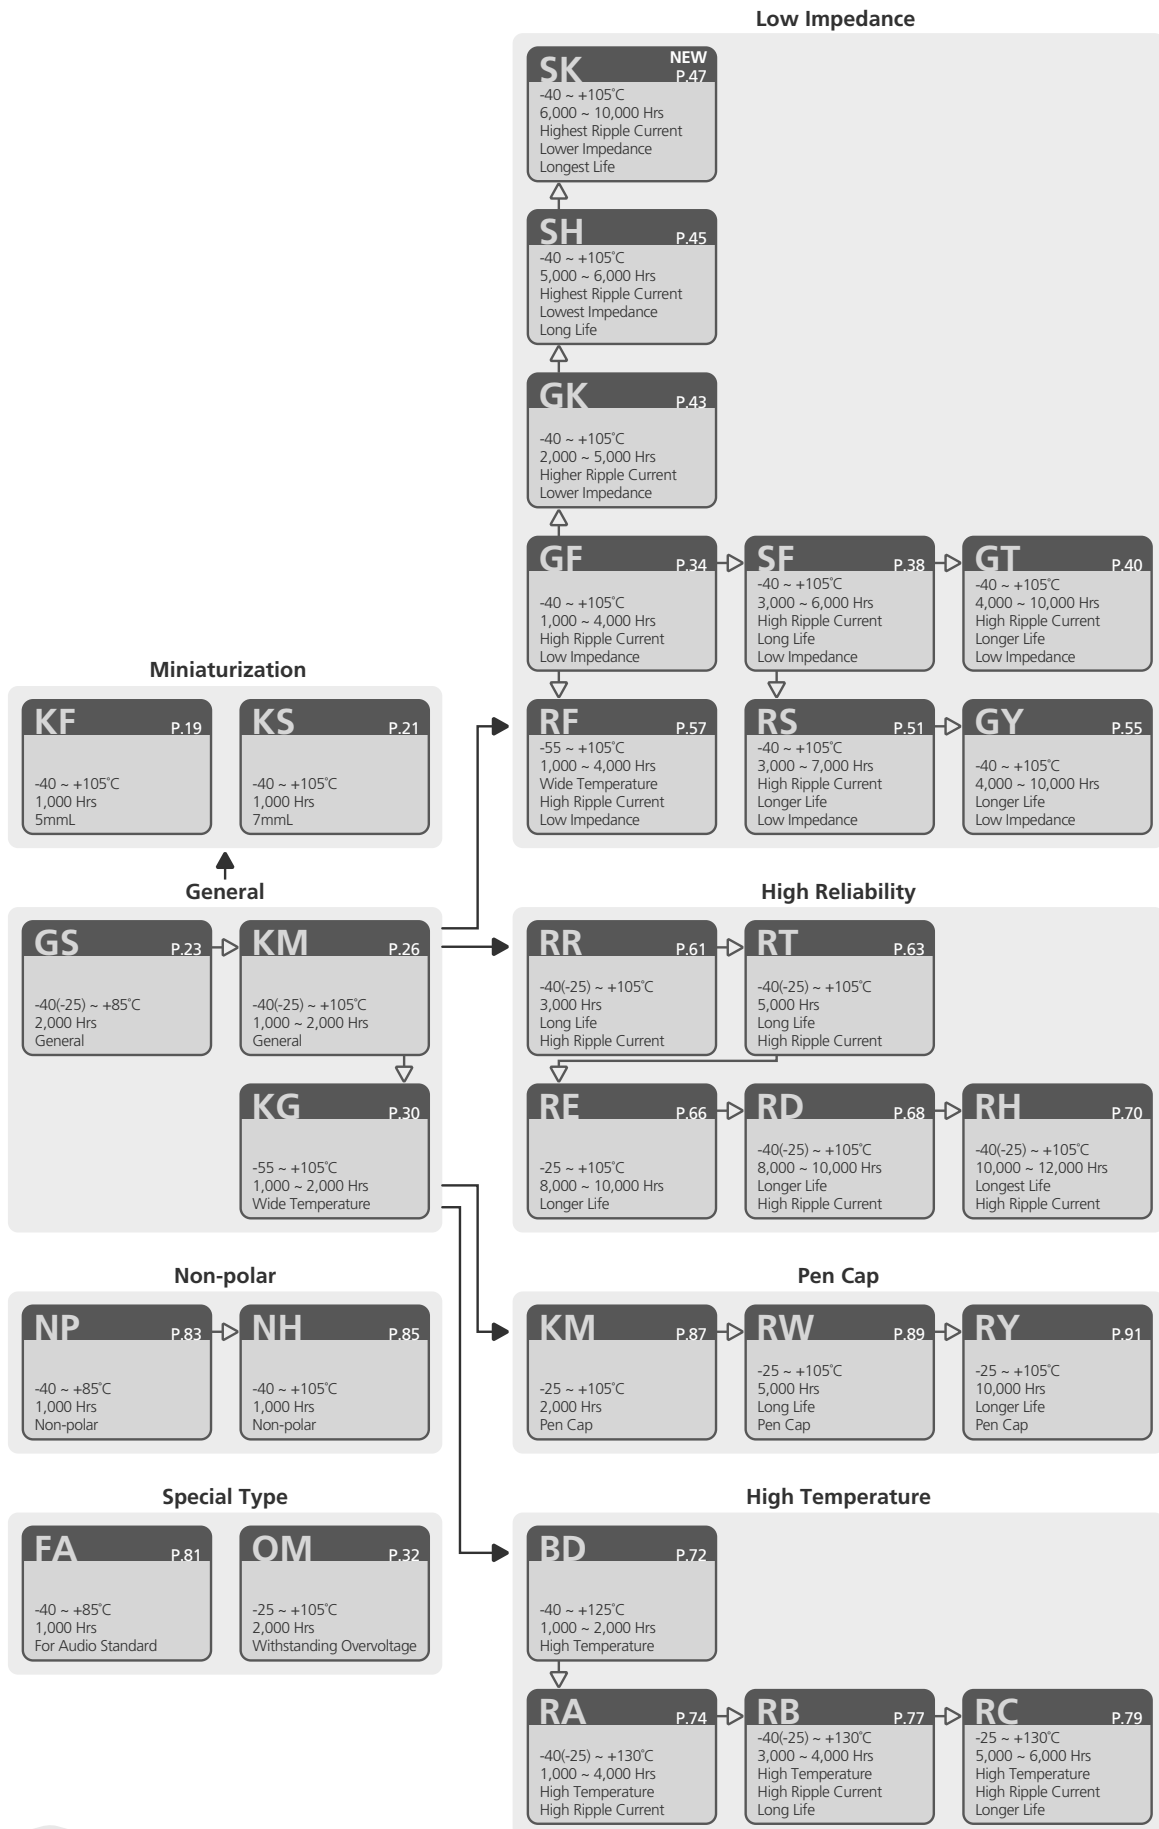 Low Impedance
SK
NEW
P.47
-40 ~ +105˚C
6,000 ~ 10,000 Hrs
Highest Ripple Current
Lower Impedance
Longest Life
SH P.45
-40 ~ +105˚C
5,000 ~ 6,000 Hrs
Highest Ripple Current
Lowest Impedance
Long Life
GK P.43
-40 ~ +105˚C
2,000 ~ 5,000 Hrs
Higher Ripple Current
Lower Impedance
GF P.34
-40 ~ +105˚C
1,000 ~ 4,000 Hrs
High Ripple Current
Low Impedance
SF P.38
-40 ~ +105˚C
3,000 ~ 6,000 Hrs
High Ripple Current
Long Life
Low Impedance
GT P.40
-40 ~ +105˚C
4,000 ~ 10,000 Hrs
High Ripple Current
Longer Life
Low Impedance
RF P.57
-55 ~ +105˚C
1,000 ~ 4,000 Hrs
Wide Temperature
High Ripple Current
Low Impedance
RS P.51
-40 ~ +105˚C
3,000 ~ 7,000 Hrs
High Ripple Current
Longer Life
Low Impedance
GY P.55
-40 ~ +105˚C
4,000 ~ 10,000 Hrs
Longer Life
Low Impedance
Miniaturization
KF P.19
-40 ~ +105˚C
1,000 Hrs
5mmL
KS P.21
-40 ~ +105˚C
1,000 Hrs
7mmL
General
GS P.23
-40(-25) ~ +85˚C
2,000 Hrs
General
KM P.26
-40(-25) ~ +105˚C
1,000 ~ 2,000 Hrs
General
KG P.30
-55 ~ +105˚C
1,000 ~ 2,000 Hrs
Wide Temperature
High Reliability
RR P.61
-40(-25) ~ +105˚C
3,000 Hrs
Long Life
High Ripple Current
RT P.63
-40(-25) ~ +105˚C
5,000 Hrs
Long Life
High Ripple Current
RE P.66
-25 ~ +105˚C
8,000 ~ 10,000 Hrs
Longer Life
RD P.68
-40(-25) ~ +105˚C
8,000 ~ 10,000 Hrs
Longer Life
High Ripple Current
RH P.70
-40(-25) ~ +105˚C
10,000 ~ 12,000 Hrs
Longest Life
High Ripple Current
Non-polar
NP P.83
-40 ~ +85˚C
1,000 Hrs
Non-polar
NH P.85
-40 ~ +105˚C
1,000 Hrs
Non-polar
Pen Cap
KM P.87
-25 ~ +105˚C
2,000 Hrs
Pen Cap
RW P.89
-25 ~ +105˚C
5,000 Hrs
Long Life
Pen Cap
RY P.91
-25 ~ +105˚C
10,000 Hrs
Longer Life
Pen Cap
Special Type
FA P.81
-40 ~ +85˚C
1,000 Hrs
For Audio Standard
OM P.32
-25 ~ +105˚C
2,000 Hrs
Withstanding Overvoltage
High Temperature
BD P.72
-40 ~ +125˚C
1,000 ~ 2,000 Hrs
High Temperature
RA P.74
-40(-25) ~ +130˚C
1,000 ~ 4,000 Hrs
High Temperature
High Ripple Current
RB P.77
-40(-25) ~ +130˚C
3,000 ~ 4,000 Hrs
High Temperature
High Ripple Current
Long Life
RC P.79
-25 ~ +130˚C
5,000 ~ 6,000 Hrs
High Temperature
High Ripple Current
Longer Life